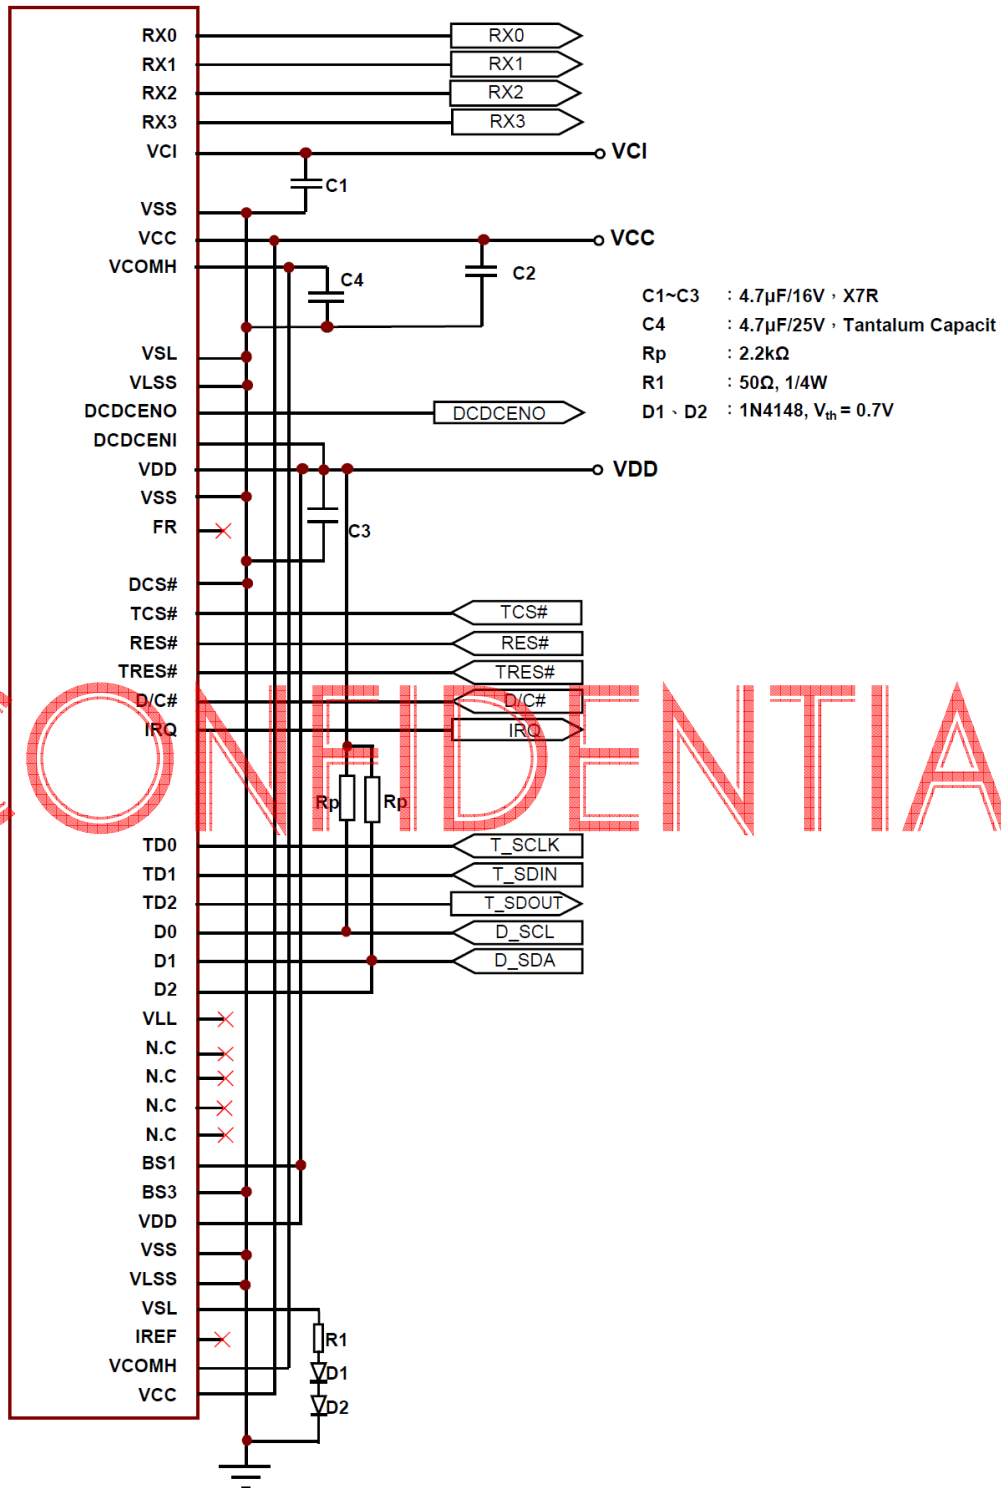 RX0 RX0
RX1 RX1
RX2 RX2
RX3 RX3
VCI VCI
C1
VSS
VCC VCC
VCOMH
C4 C2
C1~C3 : 4.7µF/16V , X7R
C4 : 4.7µF/25V , Tantalum Capacit
Rp : 2.2kΩ
R1 : 50Ω, 1/4W
D1、D2 : 1N4148, Vth = 0.7V
VSL
VLSS
DCDCENO DCDCENO
DCDCENI
VDD VDD
VSS
FR
C3
DCS#
TCS# TCS#
RES# RES#
TRES# TRES#
D/C# D/C#
IRQ IRQ
CONFIDENTIA
Rp Rp
TD0 T_SCLK
TD1 T_SDIN
TD2 T_SDOUT
D0 D_SCL
D1 D_SDA
D2
VLL
N.C
N.C
N.C
N.C
BS1
BS3
VDD
VSS
VLSS
VSL
IREF R1
VCOMH D1
VCC D2